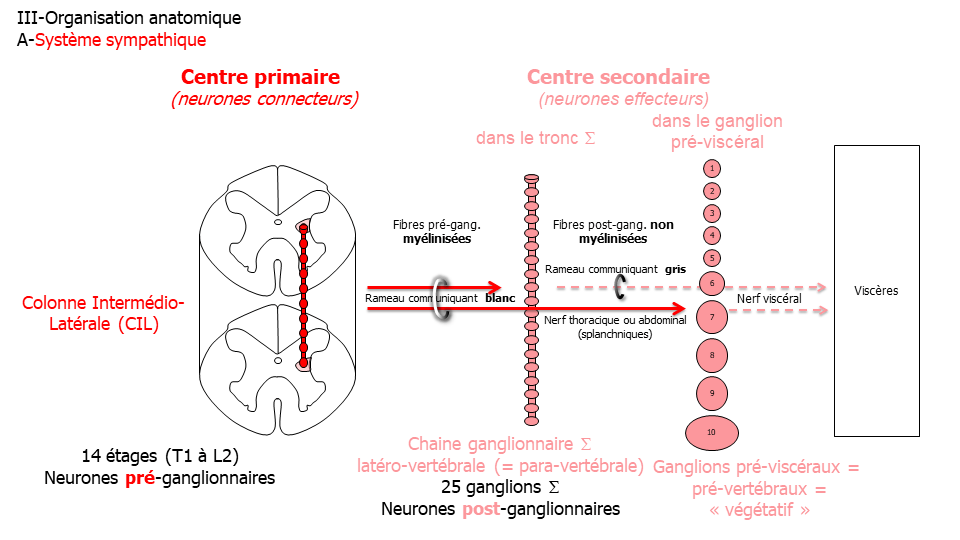 III-Organisation anatomique
A-Système sympathique
Centre primaire
(neurones connecteurs)
Centre secondaire
(neurones effecteurs)
dans le tronc Σ
dans le ganglion
pré-viscéral
1
2
3
4
5
6
7
8
9
10
Fibres pré-gang.
myélinisées
Fibres post-gang. non
myélinisées
Rameau communiquant gris
Rameau communiquant blanc
Nerf viscéral
Viscères
Nerf thoracique ou abdominal
(splanchniques)
Colonne Intermédio-
Latérale (CIL)
14 étages (T1 à L2)
Neurones pré-ganglionnaires
Chaine ganglionnaire Σ
latéro-vertébrale (= para-vertébrale)
25 ganglions Σ
Neurones post-ganglionnaires
Ganglions pré-viscéraux =
pré-vertébraux =
« végétatif »